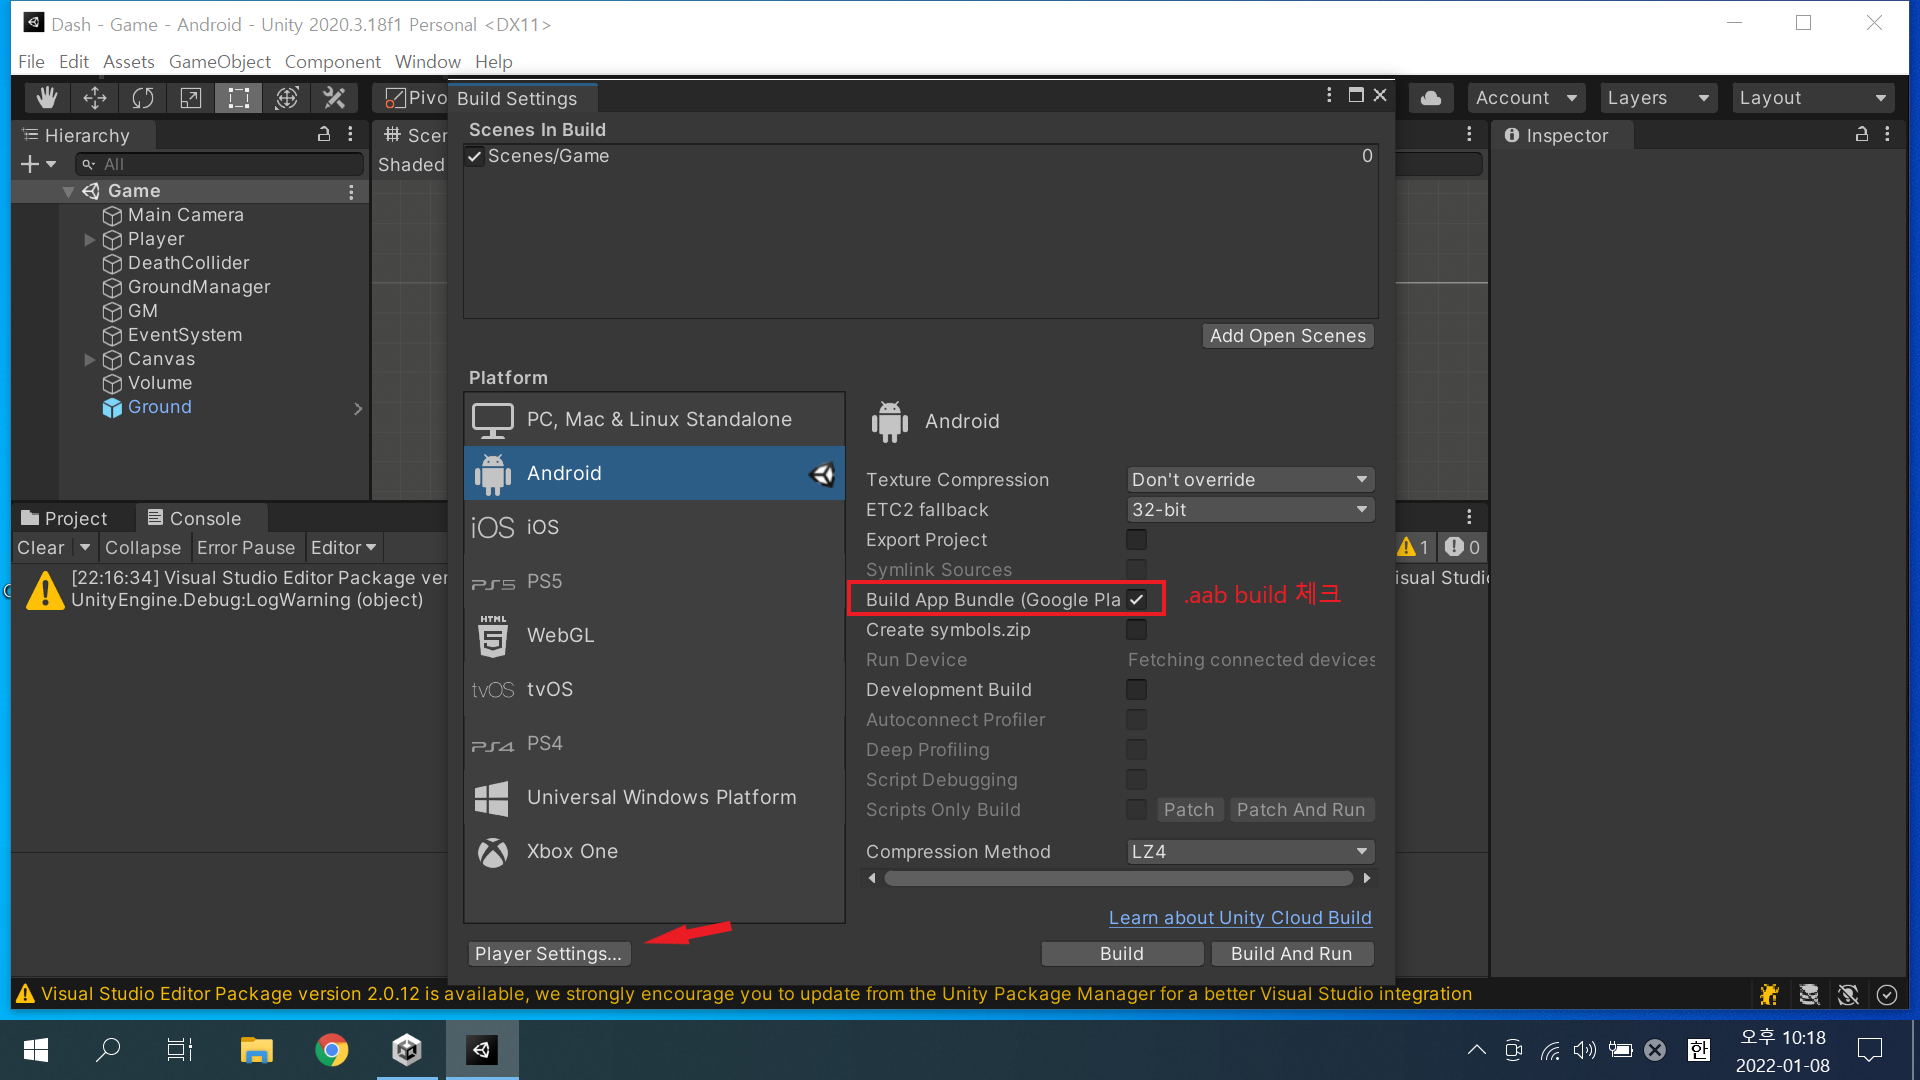 Dash - Game - Android - Unity 2020.3.18f1 Personal <DX11>
File Edit Assets GameObject Component Window Help
Pivo
Build Settings
Account
Layers
Layout
Hierarchy
Scen
Inspector
All
Shaded
Game
Main Camera
Player
DeathCollider
GroundManager
GM
EventSystem
Canvas
Volume
Ground
Scenes In Build
Scenes/Game 0
Add Open Scenes
Platform
PC, Mac & Linux Standalone
Android
iOS iOS
PS5 PS5
HTML 5 WebGL
tvOS tvOS
PS4 PS4
Universal Windows Platform
Xbox One
Android
Texture Compression Don't override
ETC2 fallback 32-bit
Export Project
Symlink Sources
Build App Bundle (Google Pla
.aab build 체크
Create symbols.zip
Run Device Fetching connected devices
Development Build
Autoconnect Profiler
Deep Profiling
Script Debugging
Scripts Only Build Patch Patch And Run
Compression Method LZ4
Learn about Unity Cloud Build
Player Settings... Build Build And Run
Project Console
Clear Collapse Error Pause Editor 1 0
[22:16:34] Visual Studio Editor Package ver
isual Studi
UnityEngine.Debug:LogWarning (object)
Visual Studio Editor Package version 2.0.12 is available, we strongly encourage you to update from the Unity Package Manager for a better Visual Studio integration
한
오후 10:18
2022-01-08